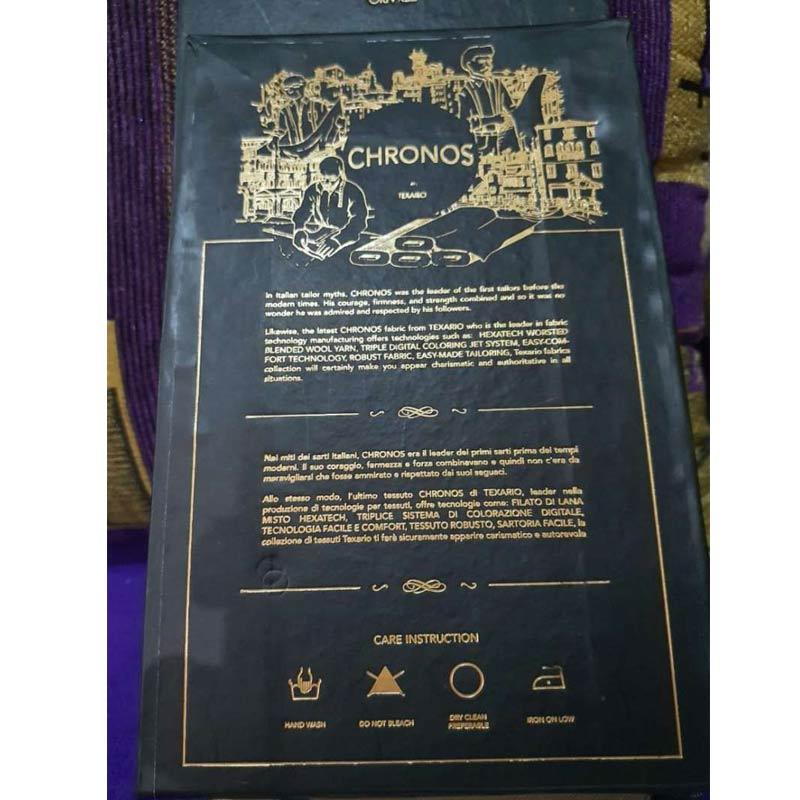 CHRONOS
BY
TEXARIO
In Italian tailor myths, CHRONOS was the leader of the first tailors before the
modern times. His courage, firmness, and strength combined and so it was no
wonder he was admired and respected by his followers.
Likewise, the latest CHRONOS fabric from TEXARIO who is the leader in fabric
technology manufacturing offers technologies such as: HEXATECH WORSTED
BLENDED WOOL YARN, TRIPLE DIGITAL COLORING JET SYSTEM, EASY-COM-
FORT TECHNOLOGY, ROBUST FABRIC, EASY-MADE TAILORING, Texario fabrics
collection will certainly make you appear charismatic and authoritative in all
situations.
Nei miti dei sarti italiani, CHRONOS era il leader dei primi sarti prima dei tempi
moderni. Il suo coraggio, fermezza e forza combinavano e quindi non c'era da
meravigliarsi che fosse ammirato e rispettato dai suoi seguaci.
Allo stesso modo, l'ultimo tessuto CHRONOS di TEXARIO, leader nella
produzione di tecnologie per tessuti, offre tecnologie come: FILATO DI LANA
MISTO HEXATECH, TRIPLICE SISTEMA DI COLORAZIONE DIGITALE,
TECNOLOGIA FACILE E COMFORT, TESSUTO ROBUSTO, SARTORIA FACILE, la
collezione di tessuti Texario ti farà sicuramente apparire carismatico e autorevole
CARE INSTRUCTION
HAND WASH
DO NOT BLEACH
DRY CLEAN
PREFERABLE
IRON ON LOW